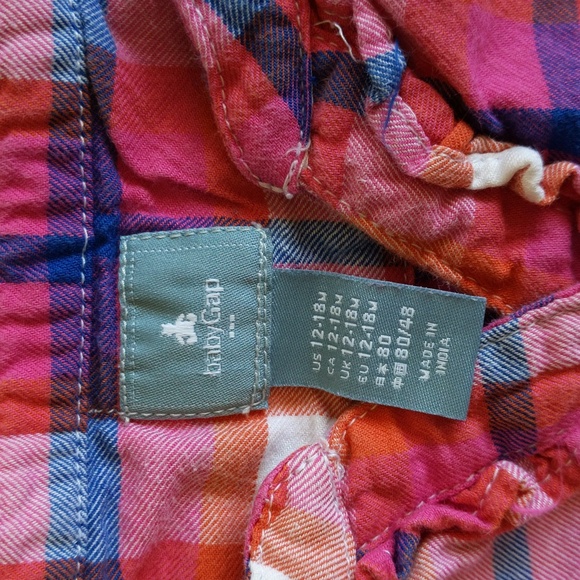 babyGap
US 12-18M
CA 12-18M
UK 12-18M
EU 12-18M
日本 80
中国 80/48
MADE IN
INDIA